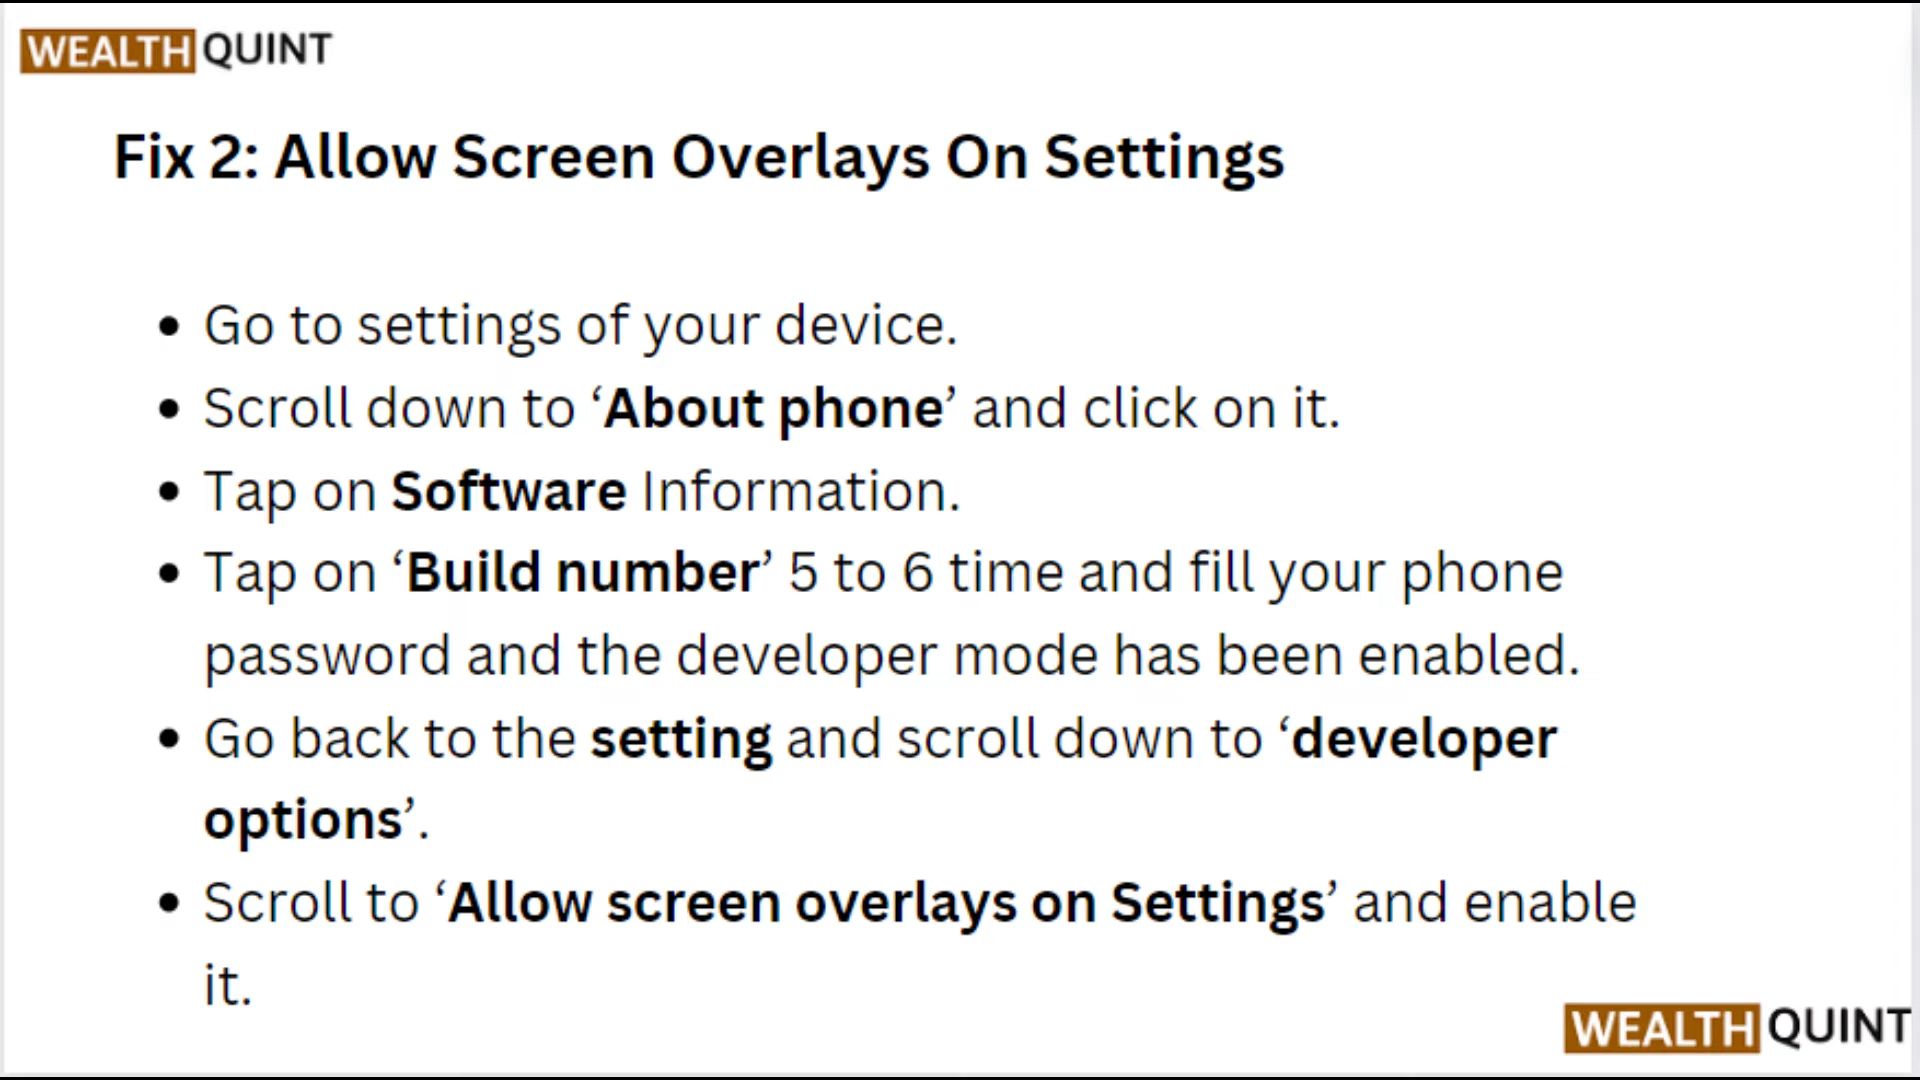 WEALTH QUINT
Fix 2: Allow Screen Overlays On Settings
• Go to settings of your device.
• Scroll down to ‘About phone’ and click on it.
• Tap on Software Information.
• Tap on ‘Build number’ 5 to 6 time and fill your phone
password and the developer mode has been enabled.
• Go back to the setting and scroll down to ‘developer
options’.
• Scroll to ‘Allow screen overlays on Settings’ and enable
it.
WEALTH QUINT